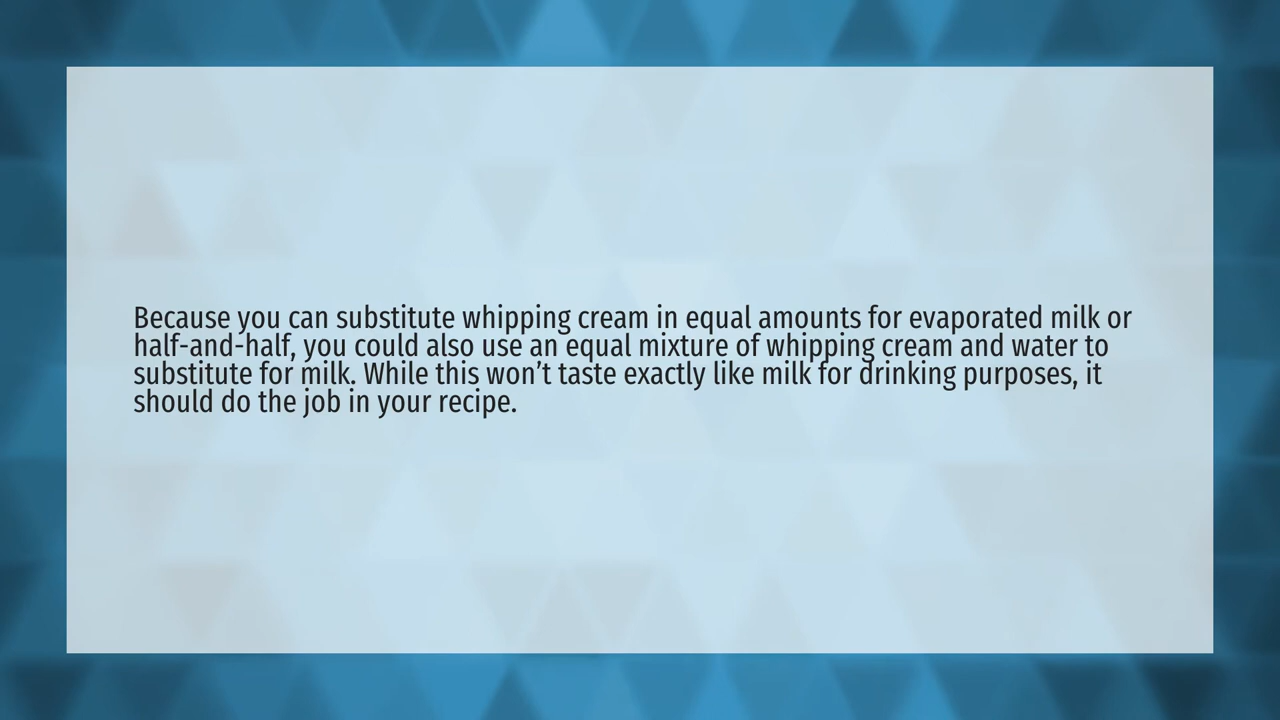 Because you can substitute whipping cream in equal amounts for evaporated milk or
half-and-half, you could also use an equal mixture of whipping cream and water to
substitute for milk. While this won’t taste exactly like milk for drinking purposes, it
should do the job in your recipe.